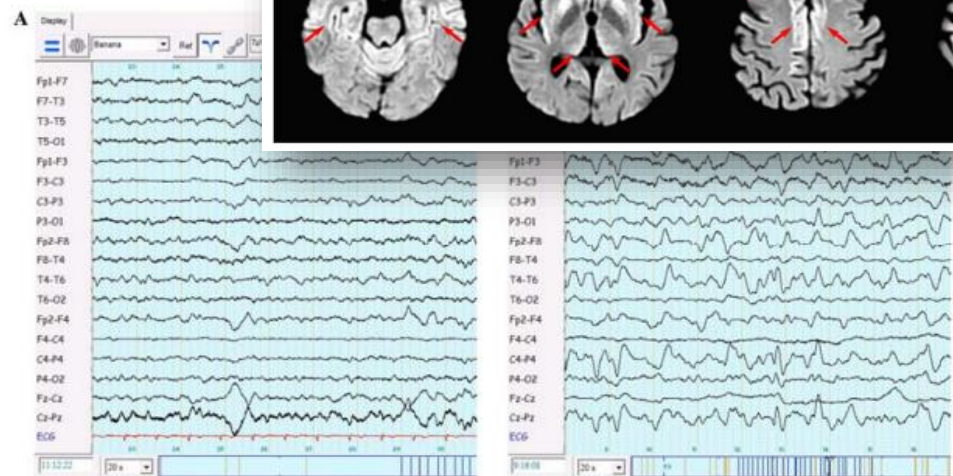 A
Display
Banana
Ref
Fp1-F7
F7-T3
T3-T5
T5-O1
Fp1-F3
F3-C3
C3-P3
P3-O1
Fp2-F8
F8-T4
T4-T6
T6-O2
Fp2-F4
F4-C4
C4-P4
P4-O2
Fz-Cz
Cz-Pz
ECG
11:12:22
20 s
Fp1-F3
F3-C3
C3-P3
P3-O1
Fp2-F8
F8-T4
T4-T6
T6-O2
Fp2-F4
F4-C4
C4-P4
P4-O2
Fz-Cz
Cz-Pz
ECG
9:18:08
20 s